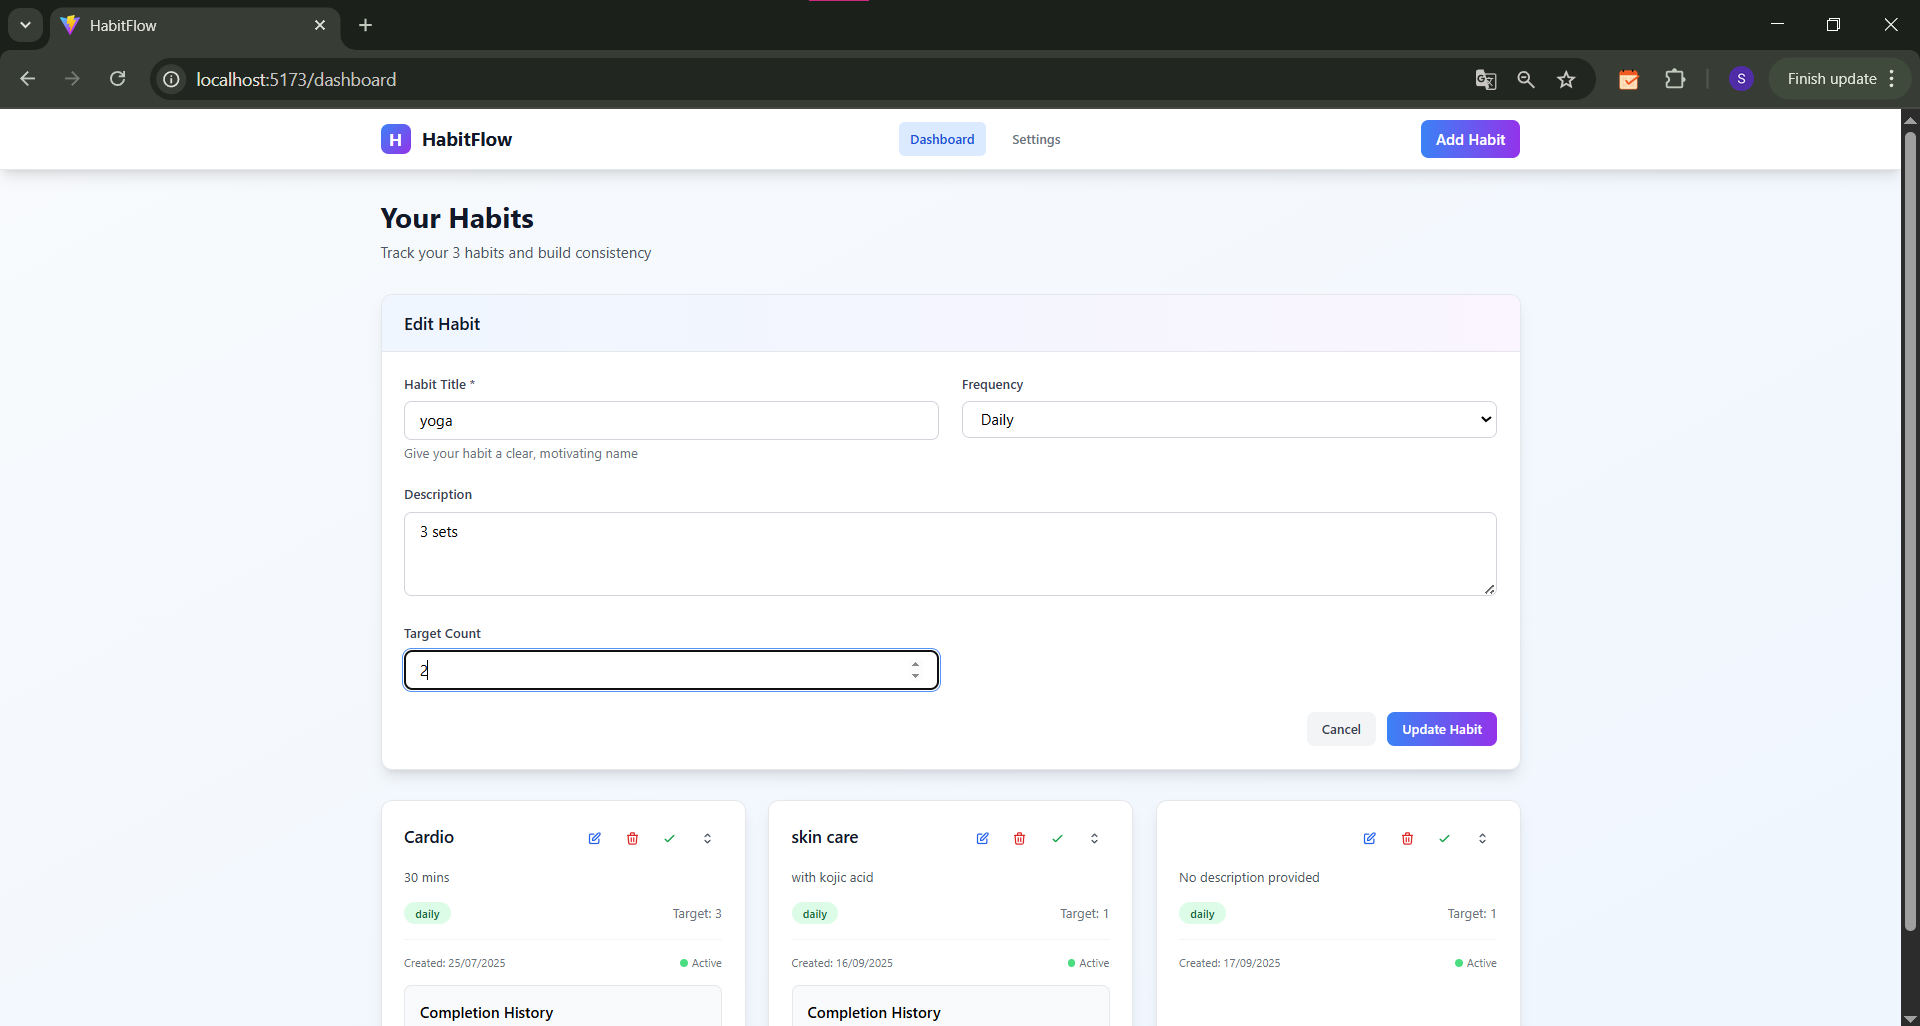 HabitFlow
localhost:5173/dashboard
S
Finish update
H
HabitFlow
Dashboard
Settings
Add Habit
Your Habits
Track your 3 habits and build consistency
Edit Habit
Habit Title *
Frequency
yoga
Daily
Give your habit a clear, motivating name
Description
3 sets
Target Count
2
Cancel
Update Habit
Cardio
30 mins
daily
Target: 3
Created: 25/07/2025
Active
Completion History
skin care
with kojic acid
daily
Target: 1
Created: 16/09/2025
Active
Completion History
No description provided
daily
Target: 1
Created: 17/09/2025
Active